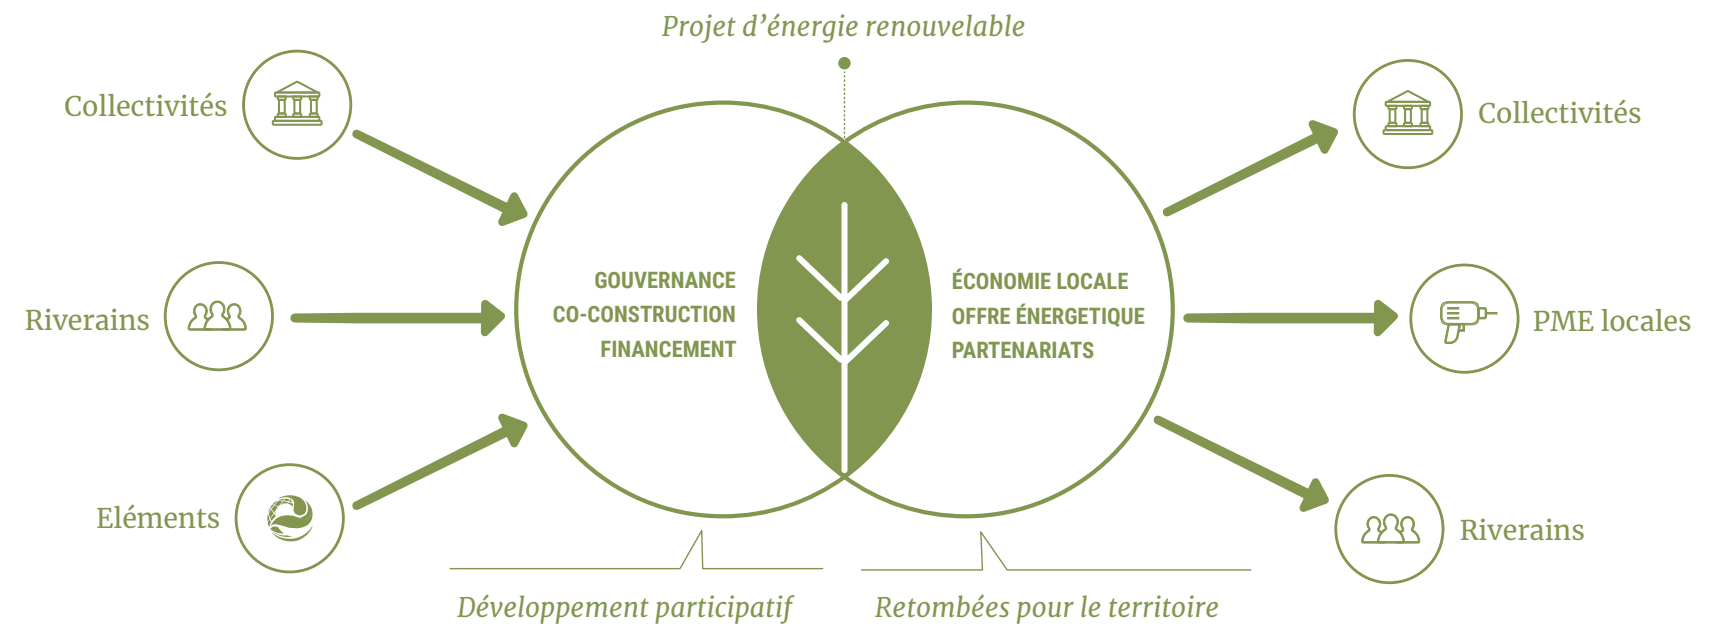 Projet d’énergie renouvelable
Collectivités
Riverains
Eléments
GOUVERNANCE
CO-CONSTRUCTION
FINANCEMENT
ÉCONOMIE LOCALE
OFFRE ÉNERGETIQUE
PARTENARIATS
Collectivités
PME locales
Riverains
Développement participatif
Retombées pour le territoire